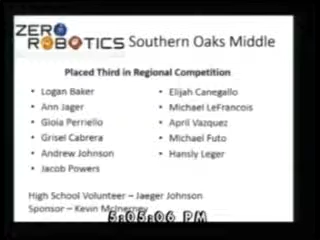 ZERO
ROBOTICS Southern Oaks Middle
Placed Third in Regional Competition
• Logan Baker
• Ann Jager
• Gioia Perriello
• Grisel Cabrera
• Andrew Johnson
• Jacob Powers
• Elijah Canegallo
• Michael LeFrancois
• April Vazquez
• Michael Futo
• Hansly Leger
High School Volunteer – Jaeger Johnson
Sponsor – Kevin McInerney
5:05:06 PM